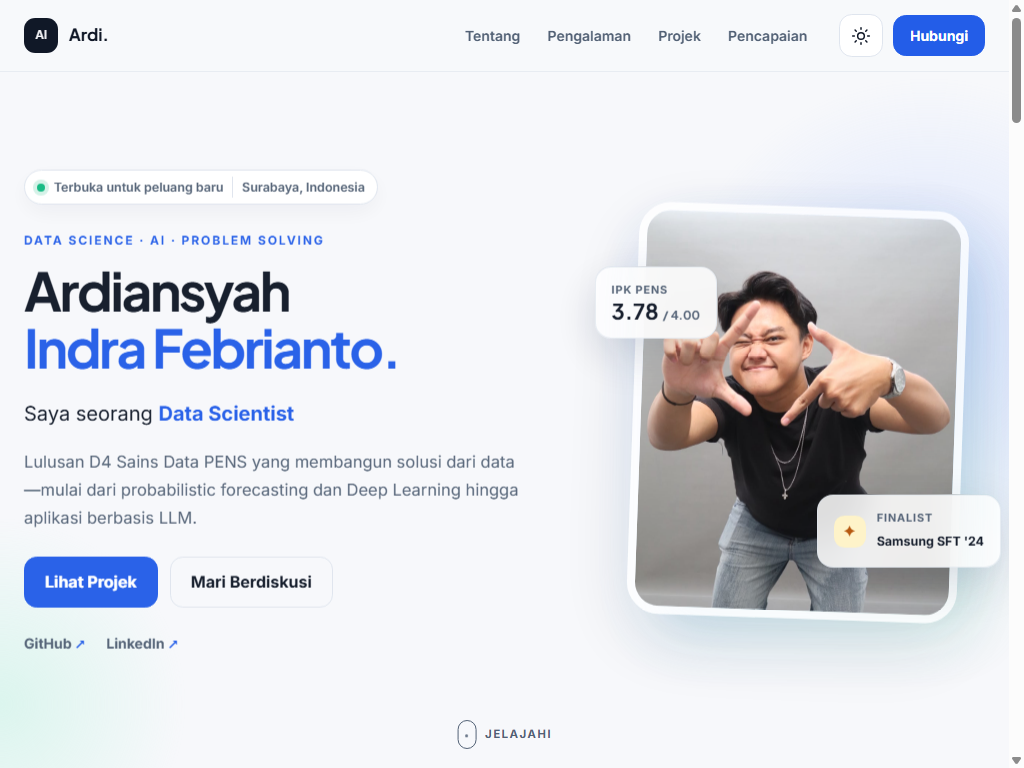 AI Ardi.
Tentang Pengalaman Projek Pencapaian Hubungi
Terbuka untuk peluang baru Surabaya, Indonesia
DATA SCIENCE · AI · PROBLEM SOLVING
Ardiansyah
Indra Febrianto.
Saya seorang Data Scientist
Lulusan D4 Sains Data PENS yang membangun solusi dari data
—mulai dari probabilistic forecasting dan Deep Learning hingga
aplikasi berbasis LLM.
Lihat Projek Mari Berdiskusi
GitHub ↗ LinkedIn ↗
IPK PENS
3.78 / 4.00
FINALIST
Samsung SFT '24
JELAJAHI